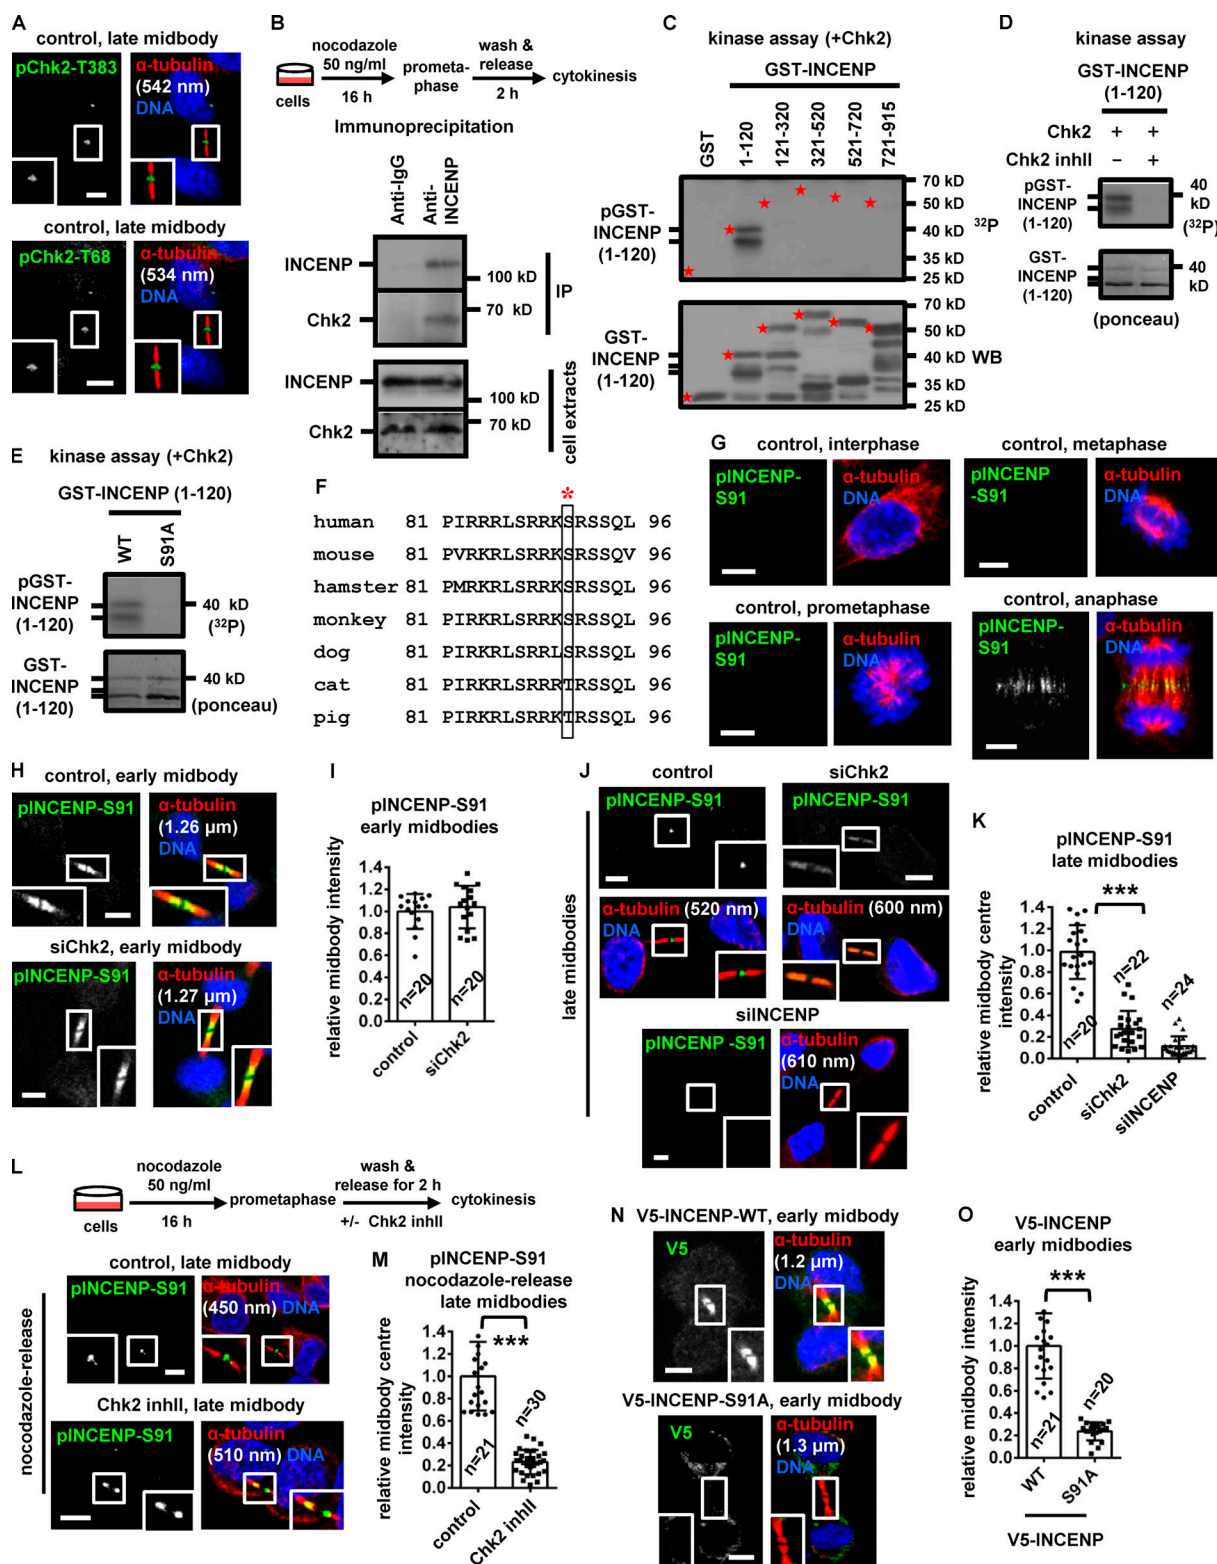 A
control, late midbody
pChk2-T383
α-tubulin
(542 nm)
DNA
control, late midbody
pChk2-T68
α-tubulin
(534 nm)
DNA
B
nocodazole
50 ng/ml
16 h
cells
prometa-
phase
wash &
release
2 h
cytokinesis
Immunoprecipitation
Anti-IgG
Anti-
INCENP
INCENP
100 kD
70 kD
Chk2
IP
INCENP
100 kD
70 kD
Chk2
cell extracts
C
kinase assay (+Chk2)
GST-INCENP
GST
1-120
121-320
321-520
521-720
721-915
pGST-
INCENP
(1-120)
70 kD
50 kD
40 kD
35 kD
25 kD
32P
GST-
INCENP
(1-120)
70 kD
50 kD
40 kD
35 kD
25 kD
WB
D
kinase assay
GST-INCENP
(1-120)
Chk2 + +
Chk2 inhII − +
pGST-
INCENP
(1-120)
40
kD
(32P)
GST-
INCENP
(1-120)
40
kD
(ponceau)
E
kinase assay (+Chk2)
GST-INCENP (1-120)
WT
S91A
pGST-
INCENP
(1-120)
40 kD
(32P)
GST-
INCENP
(1-120)
40 kD
(ponceau)
F
*
human 81 PIRRRLSRRKSRSSQL 96
mouse 81 PVRKRLSRRKSRSSQV 96
hamster 81 PMRKRLSRRKSRSSQL 96
monkey 81 PIRKRLSRRKSRSSQL 96
dog 81 PIRKRLSRRLSRSSQL 96
cat 81 PIRKRLSRRRTRSSQL 96
pig 81 PIRKRLSRRKTRSSQL 96
G
control, interphase
pINCENP-
S91
α-tubulin
DNA
control, metaphase
pINCENP
-S91
α-tubulin
DNA
control, prometaphase
pINCENP-
S91
α-tubulin
DNA
control, anaphase
pINCENP-
S91
α-tubulin
DNA
H
control, early midbody
pINCENP-S91
α-tubulin
(1.26 μm)
DNA
siChk2, early midbody
pINCENP-S91
α-tubulin
(1.27 μm)
DNA
I
pINCENP-S91
early midbodies
relative midbody intensity
1.4
1.2
1.0
0.8
0.6
0.4
0.2
0.0
n=20
n=20
control
siChk2
J
control
siChk2
late midbodies
pINCENP-S91
pINCENP-S91
α-tubulin (520 nm)
DNA
α-tubulin (600 nm)
DNA
siINCENP
pINCENP -S91
α-tubulin
(610 nm)
DNA
K
pINCENP-S91
late midbodies
relative midbody centre
intensity
1.4
1.2
1.0
0.8
0.6
0.4
0.2
0.0
***
n=20
n=22
n=24
control
siChk2
siINCENP
L
nocodazole
50 ng/ml
16 h
cells
prometaphase
wash &
release for 2 h
+/- Chk2 inhII
cytokinesis
nocodazole-release
control, late midbody
pINCENP-S91
α-tubulin
(450 nm) DNA
Chk2 inhII, late midbody
pINCENP-S91
α-tubulin
(510 nm) DNA
M
pINCENP-S91
nocodazole-release
late midbodies
relative midbody centre
intensity
1.4
1.2
1.0
0.8
0.6
0.4
0.2
0.0
***
n=21
n=30
control
Chk2 inhII
N
V5-INCENP-WT, early midbody
V5
α-tubulin
(1.2 μm)
DNA
V5-INCENP-S91A, early midbody
V5
α-tubulin
(1.3 μm)
DNA
O
V5-INCENP
early midbodies
relative midbody intensity
1.4
1.2
1.0
0.8
0.6
0.4
0.2
0.0
***
n=21
n=20
WT
S91A
V5-INCENP